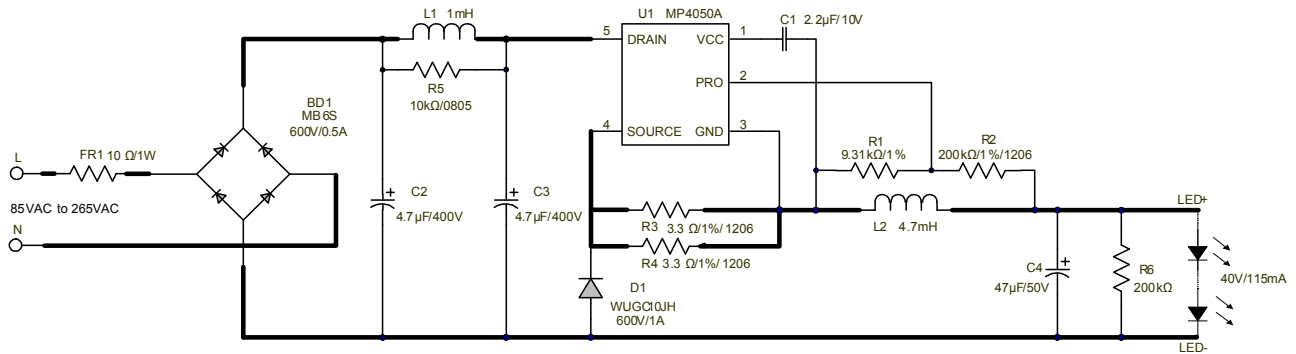 L1 1mH
U1 MP4050A
C1 2.2µF/10V
5 DRAIN VCC 1
R5
10kΩ/0805
PRO 2
BD1
MB6S
600V/0.5A
4 SOURCE GND 3
L FR1 10 Ω/1W
R1
9.31kΩ/1%
R2
200kΩ/1%/1206
85VAC to 265VAC
N
C2
4.7µF/400V
C3
4.7µF/400V
R3 3.3 Ω/1%/1206
R4 3.3 Ω/1%/1206
L2 4.7mH
LED+
D1
WUGC10JH
600V/1A
C4
47µF/50V
R6
200kΩ
40V/115mA
LED-